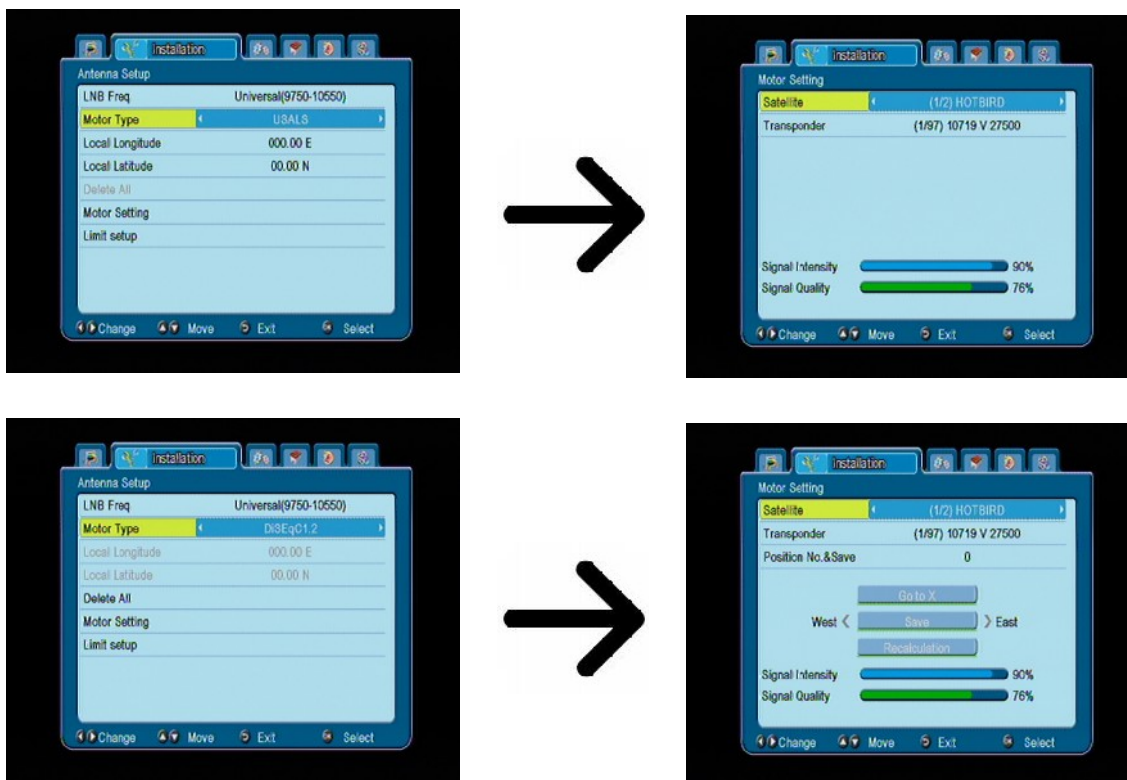 Installation
Antenna Setup
LNB Freq Universal(9750-10550)
Motor Type USALS
Local Longitude 000.00 E
Local Latitude 00.00 N
Delete All
Motor Setting
Limit setup
Change Move Exit Select
Installation
Motor Setting
Satellite (1/2) HOTBIRD
Transponder (1/97) 10719 V 27500
Signal Intensity 90%
Signal Quality 76%
Change Move Exit Select
Installation
Antenna Setup
LNB Freq Universal(9750-10550)
Motor Type DiSEqC1.2
Local Longitude 000.00 E
Local Latitude 00.00 N
Delete All
Motor Setting
Limit setup
Change Move Exit Select
Installation
Motor Setting
Satellite (1/2) HOTBIRD
Transponder (1/97) 10719 V 27500
Position No.&Save 0
Go to X
West Save East
Recalculation
Signal Intensity 90%
Signal Quality 76%
Change Move Exit Select